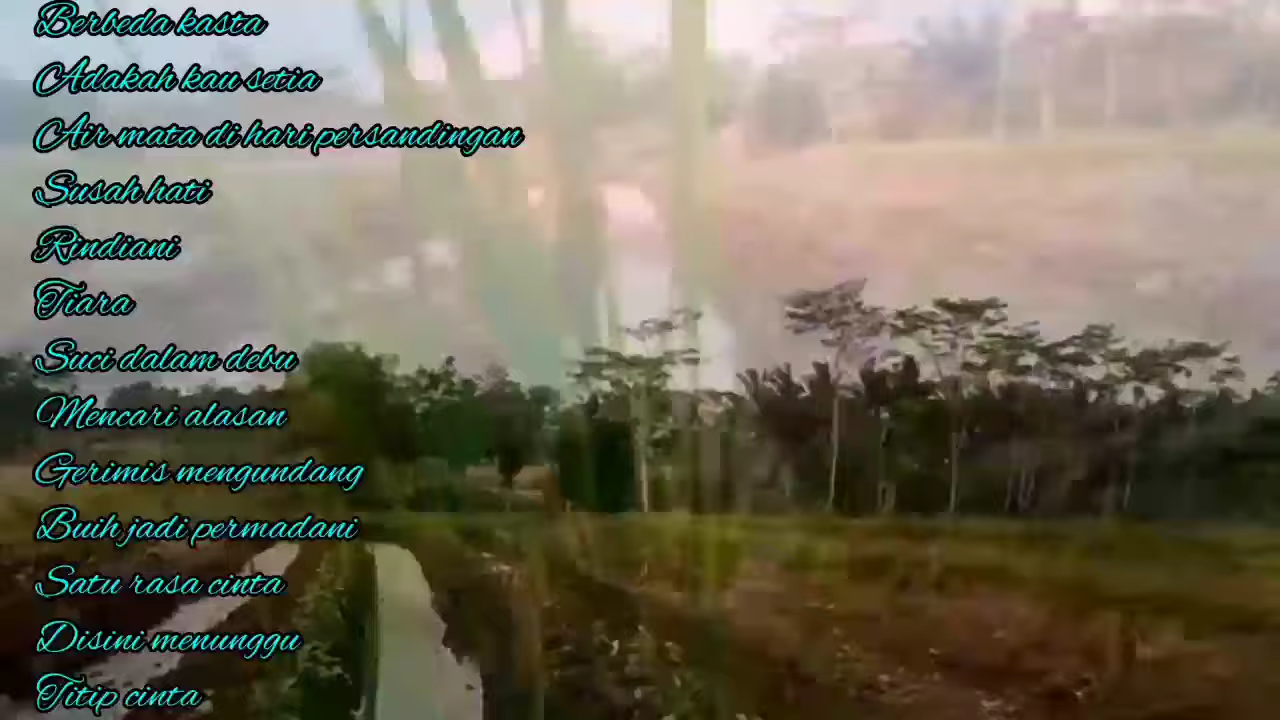 Berbeda kasta
Adakah kau setia
Air mata di hari persandingan
Susah hati
Rindiani
Tiara
Suci dalam debu
Mencari alasan
Gerimis mengundang
Buih jadi permadani
Satu rasa cinta
Disini menunggu
Titip cinta